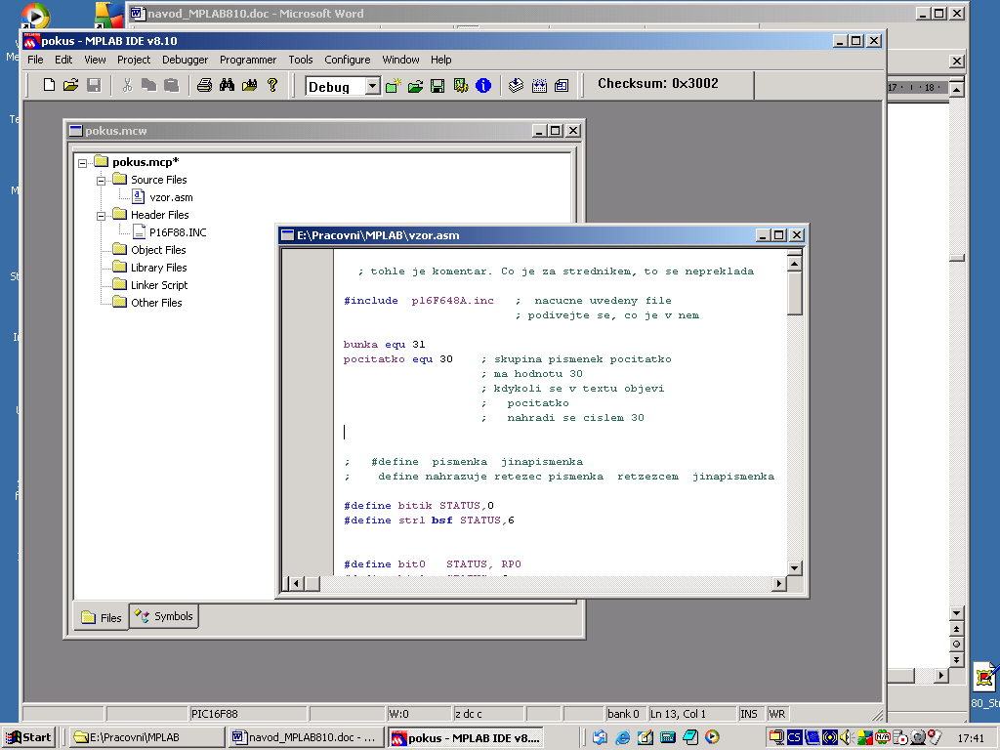 navod_MPLAB810.doc - Microsoft Word
pokus - MPLAB IDE v8.10
File Edit View Project Debugger Programmer Tools Configure Window Help
Debug
Checksum: 0x3002
17 · ı · 18 ·
pokus.mcw
pokus.mcp*
Source Files
vzor.asm
Header Files
P16F88.INC
Object Files
Library Files
Linker Script
Other Files
Files
Symbols
E:\Pracovni\MPLAB\vzor.asm
; tohle je komentar. Co je za strednikem, to se nepreklada
#include p16F648A.inc ; nacucne uvedeny file
; podivejte se, co je v nem
bunka equ 31
pocitatko equ 30 ; skupina pismenek pocitatko
; ma hodnotu 30
; kdykoli se v textu objevi
; pocitatko
; nahradi se cislem 30
; #define pismenka jinapismenka
; define nahrazuje retezec pismenka retzezcem jinapismenka
#define bitik STATUS,0
#define strl bsf STATUS,6
#define bit0 STATUS, RP0
PIC16F88 W:0 z dc c bank 0 Ln 13, Col 1 INS WR
80_Str
Start
E:\Pracovni\MPLAB
navod_MPLAB810.doc - ...
pokus - MPLAB IDE v8....
CS
17:41